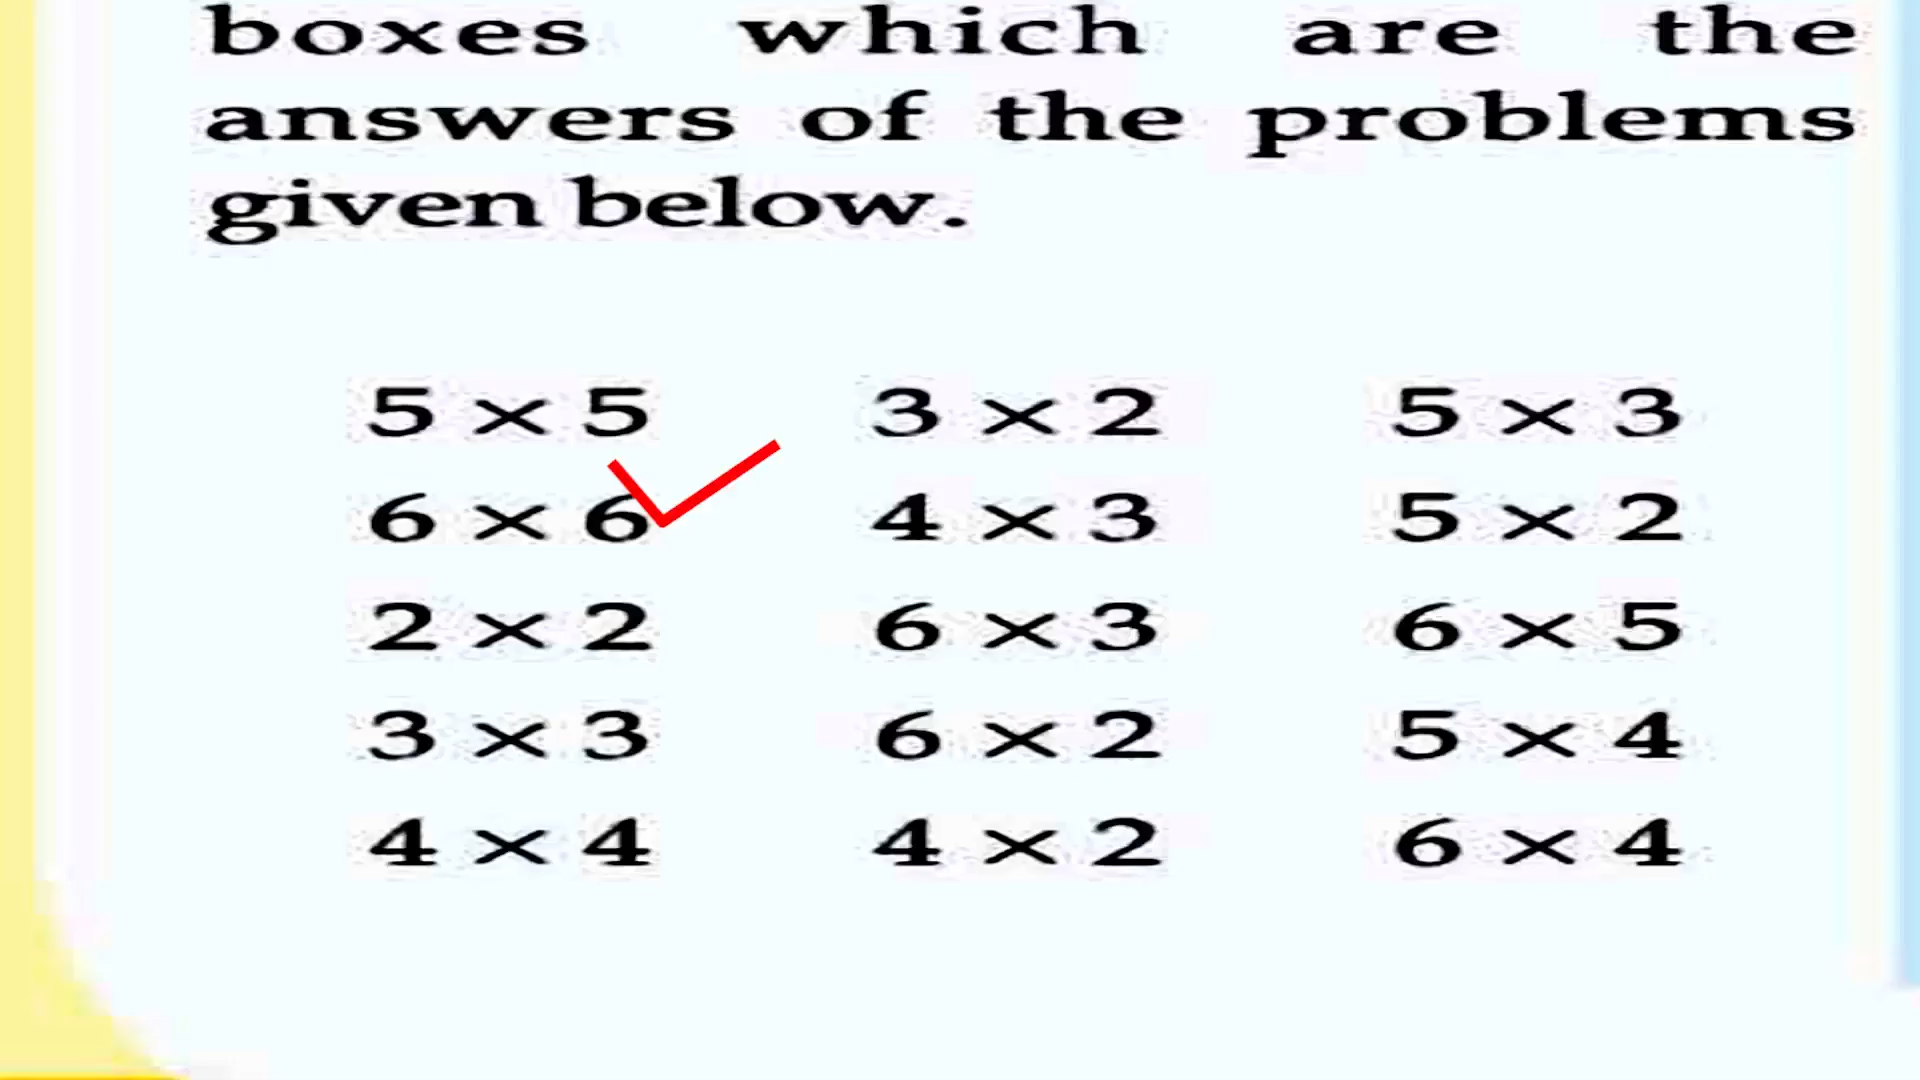 boxes which are the
answers of the problems
given below.
5 × 5 3 × 2 5 × 3
6 × 6 4 × 3 5 × 2
2 × 2 6 × 3 6 × 5
3 × 3 6 × 2 5 × 4
4 × 4 4 × 2 6 × 4